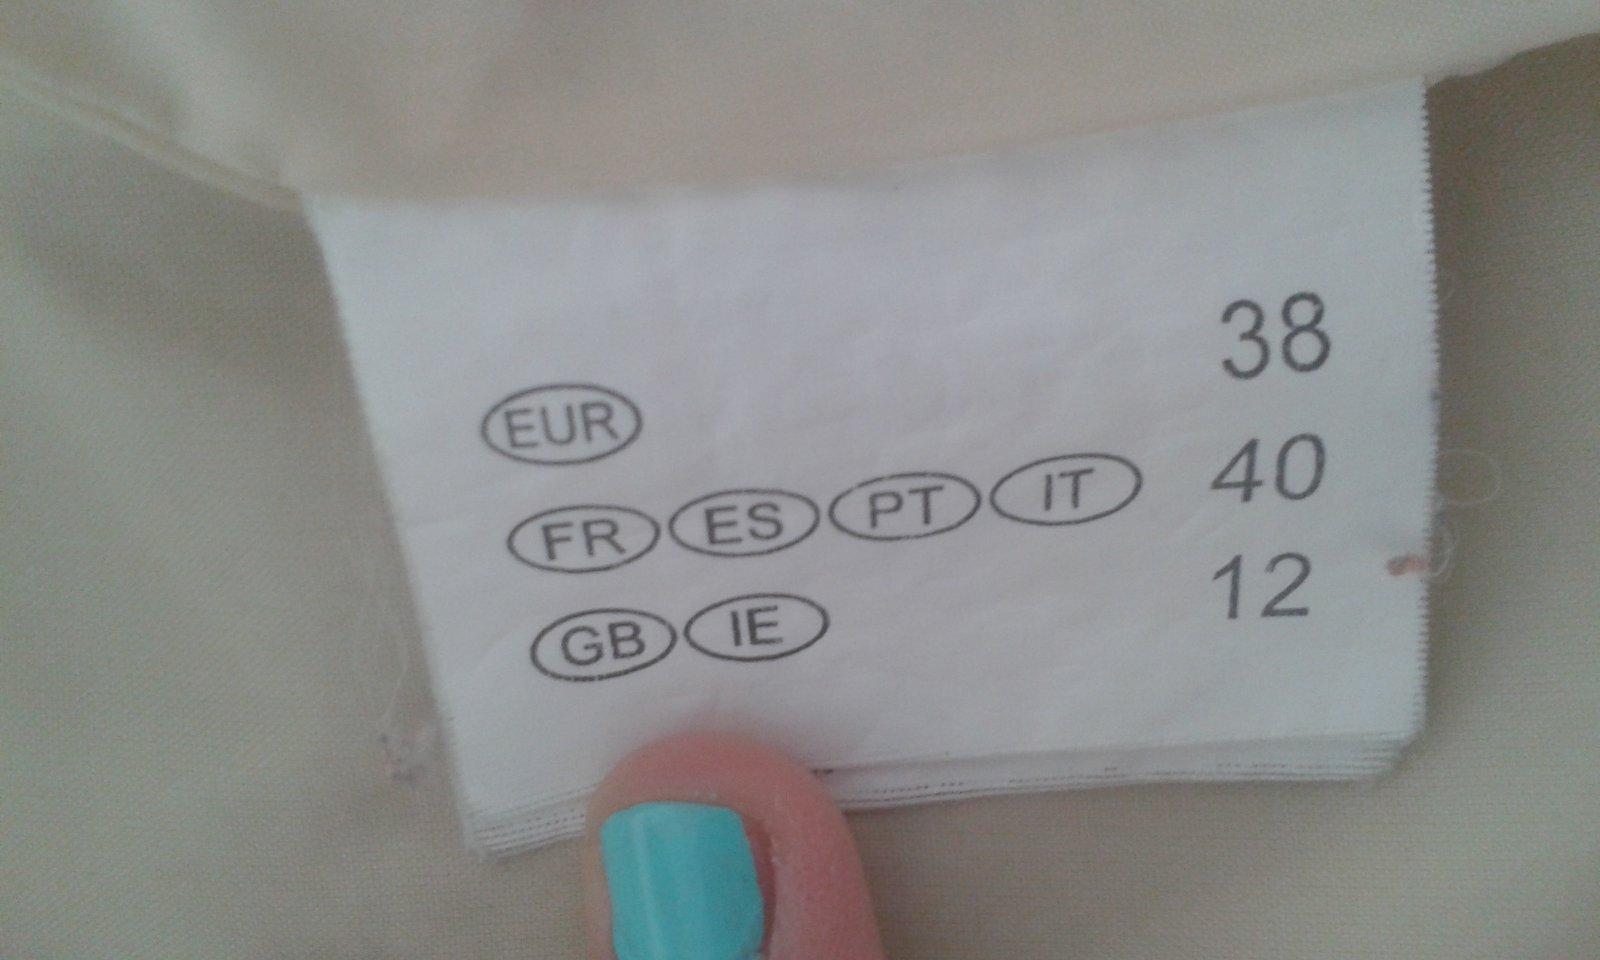 EUR 38
FR ES PT IT 40
GB IE 12